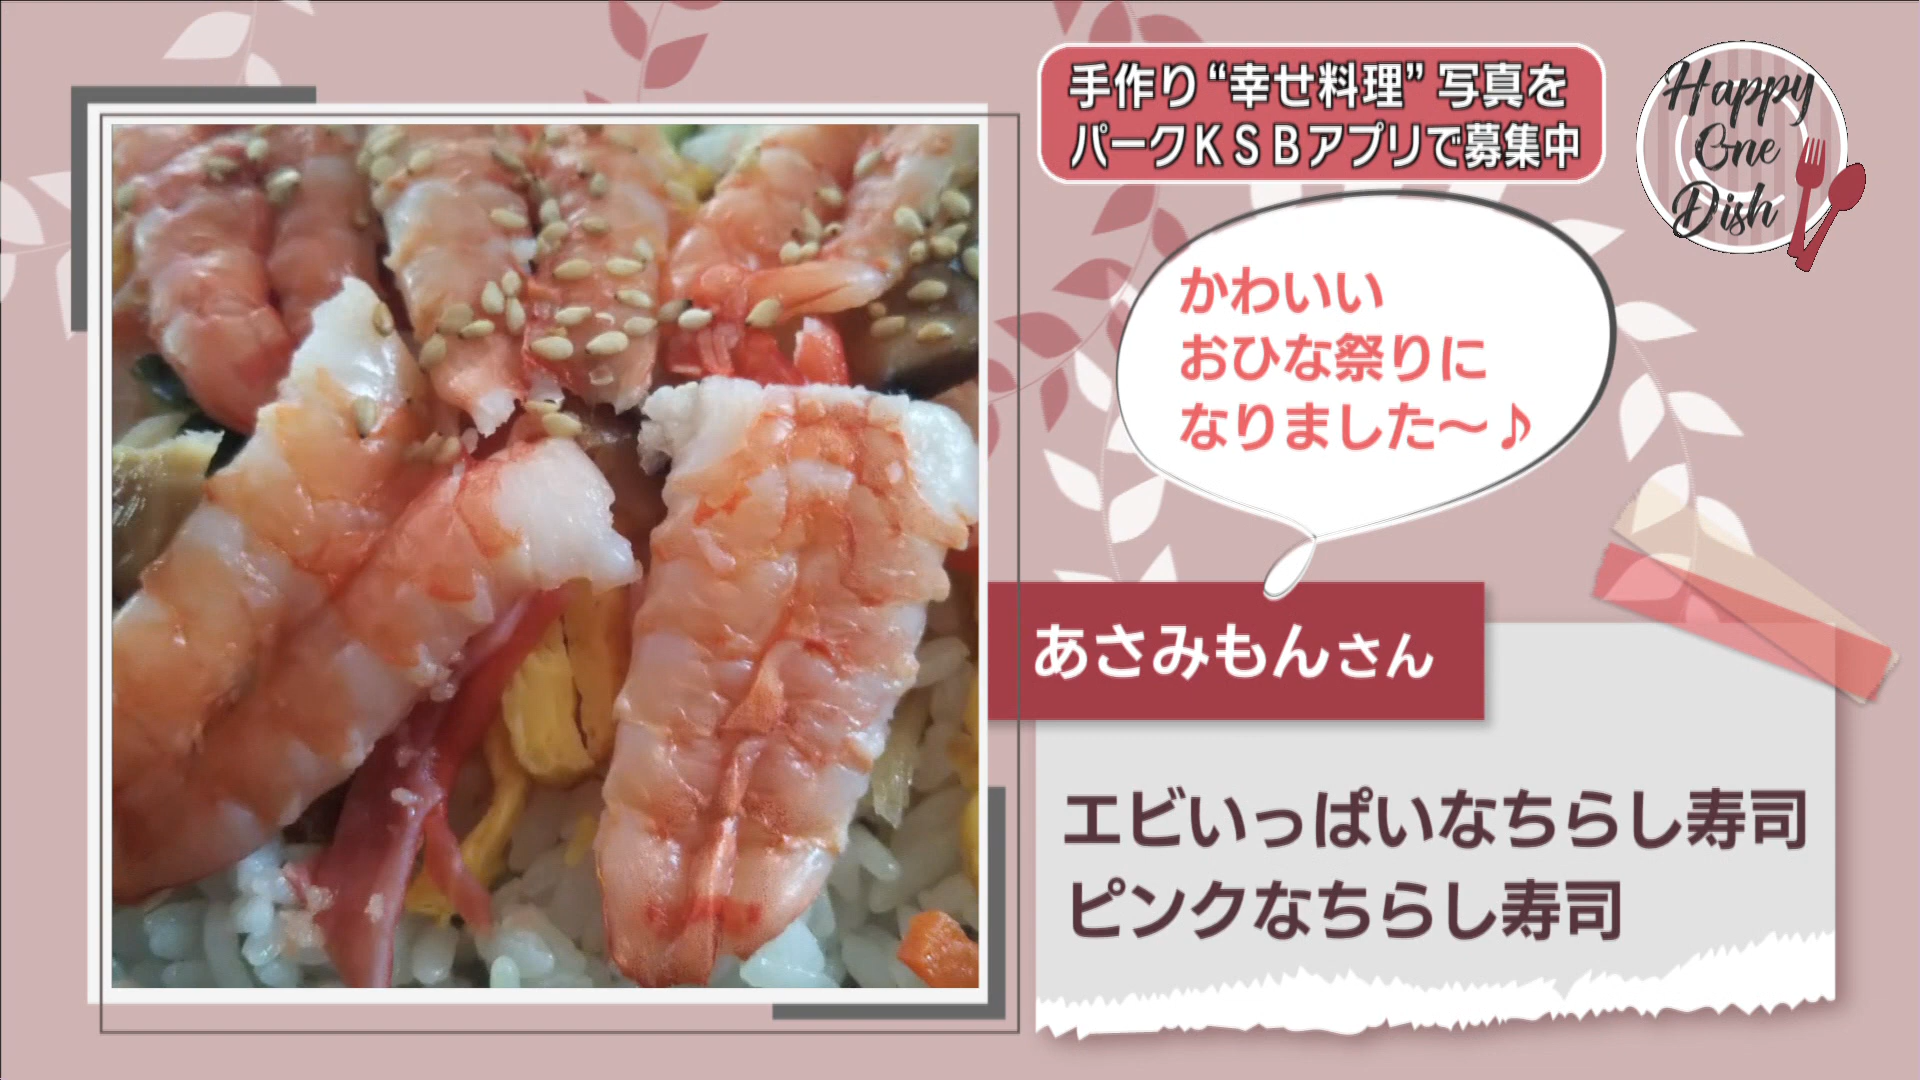 手作り“幸せ料理”写真を
パークKSBアプリで募集中
Happy
One
Dish
かわいい
おひな祭りに
なりました～♪
あさみもんさん
エビいっぱいなちらし寿司
ピンクなちらし寿司